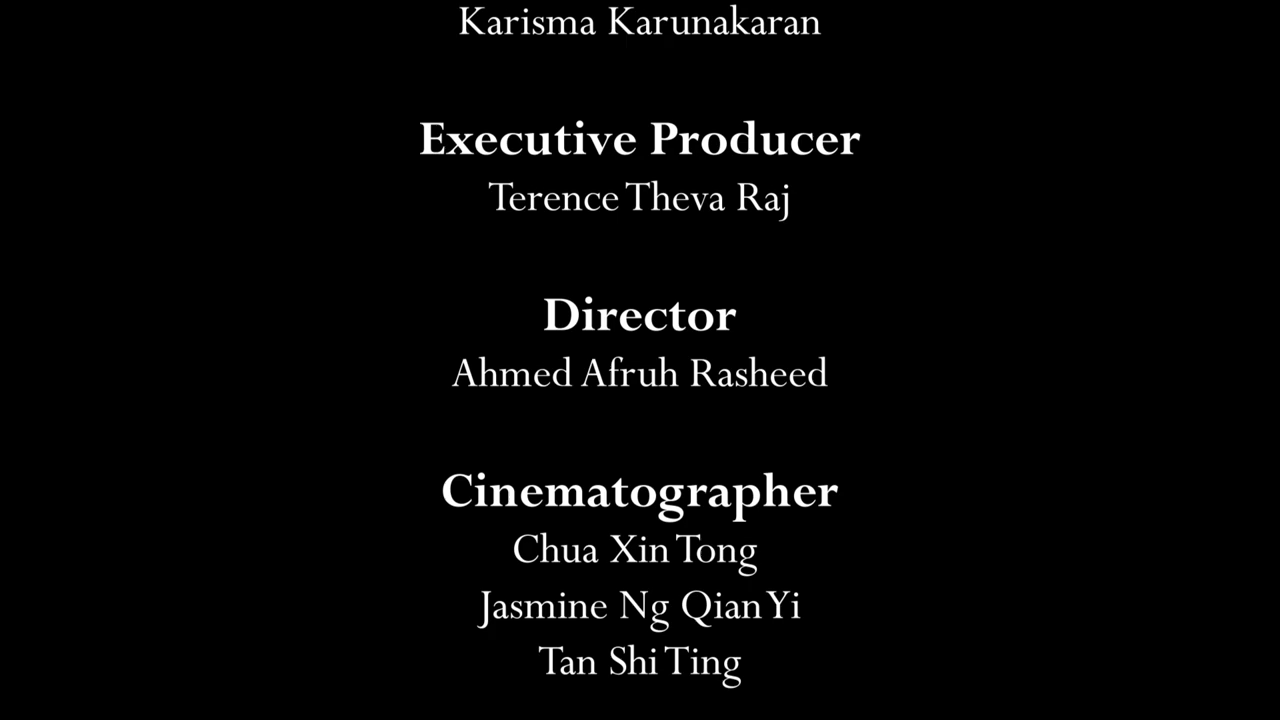 Karisma Karunakaran
Executive Producer
Terence Theva Raj
Director
Ahmed Afruh Rasheed
Cinematographer
Chua Xin Tong
Jasmine Ng Qian Yi
Tan Shi Ting